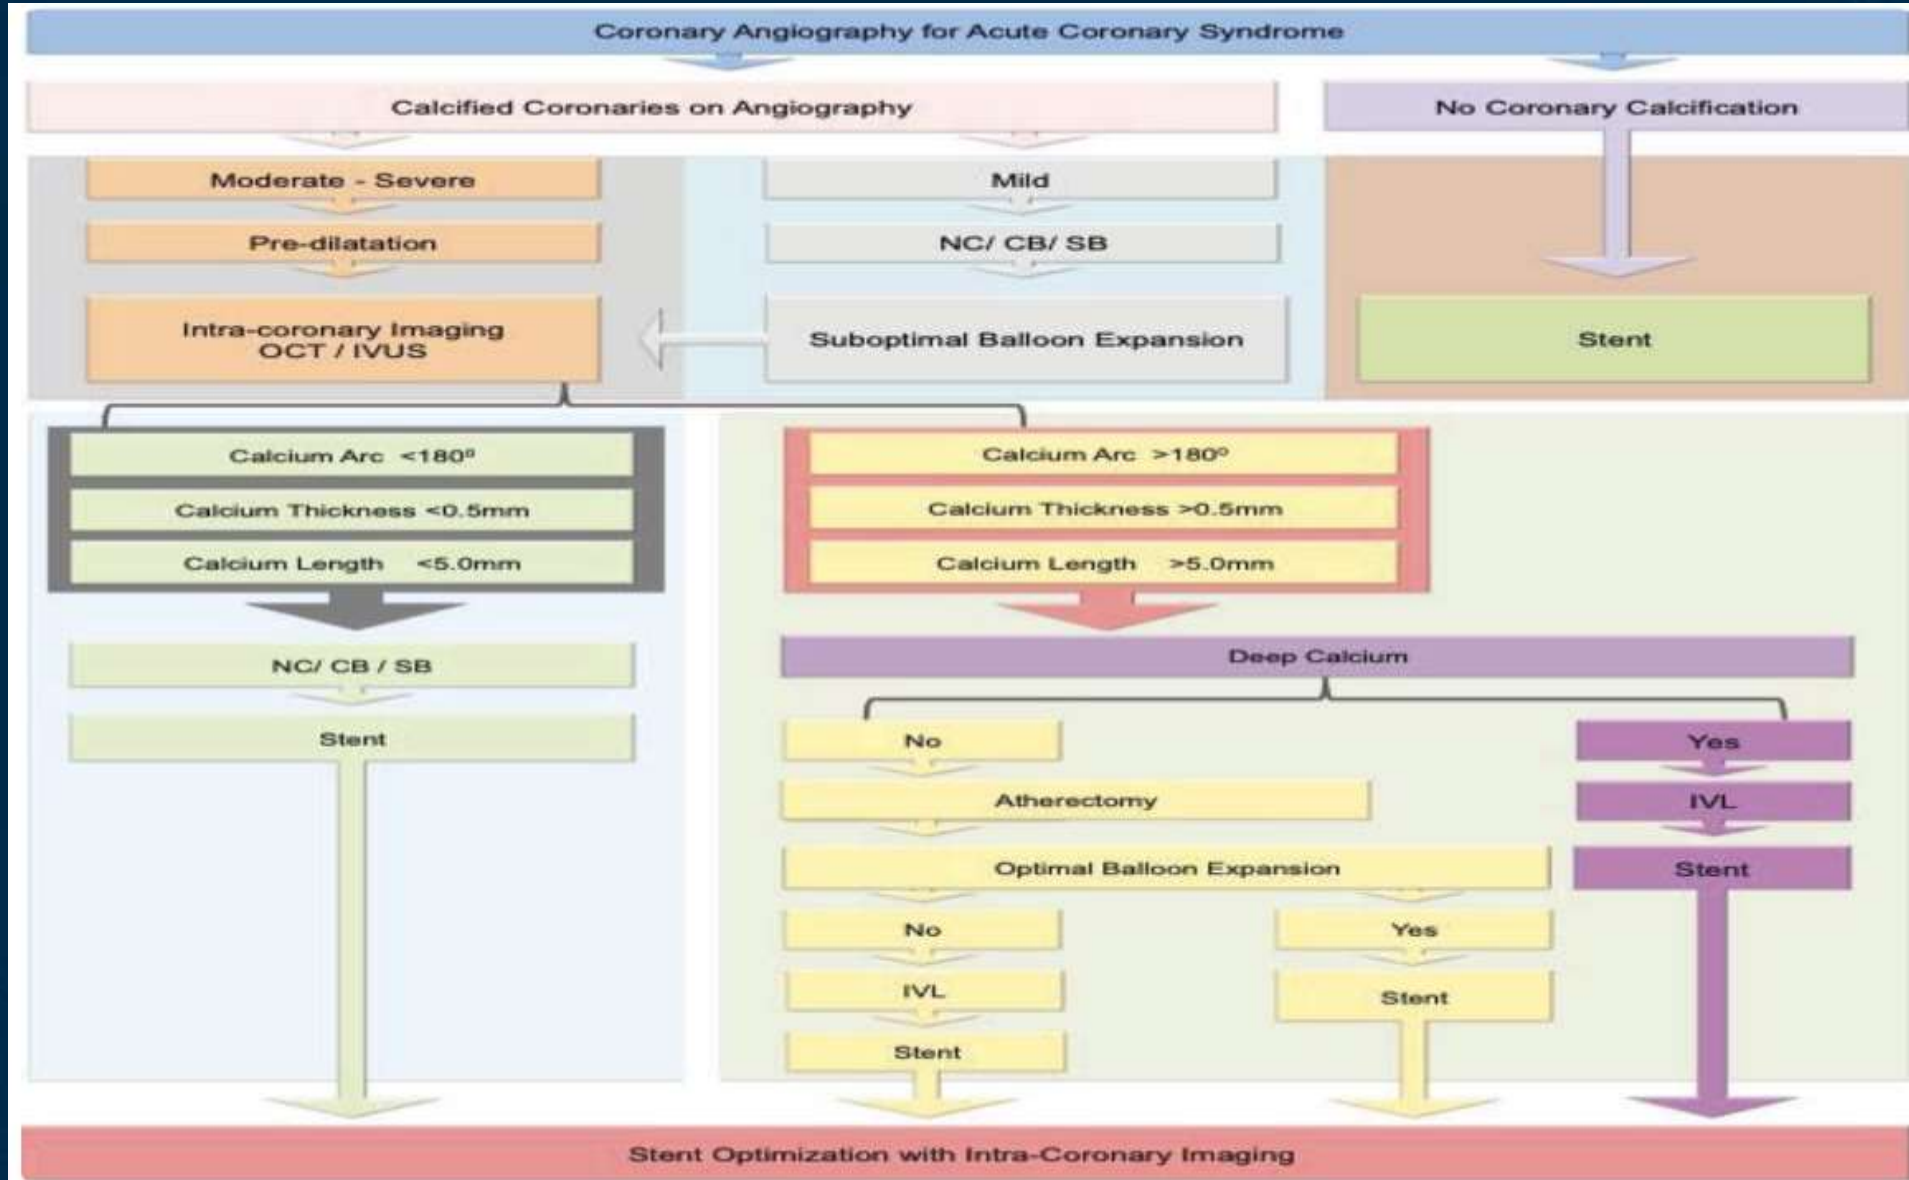 Coronary Angiography for Acute Coronary Syndrome
Calcified Coronaries on Angiography
No Coronary Calcification
Moderate - Severe
Mild
Pre-dilatation
NC/ CB/ SB
Intra-coronary Imaging
OCT / IVUS
Suboptimal Balloon Expansion
Stent
Calcium Arc <180º
Calcium Thickness <0.5mm
Calcium Length <5.0mm
NC/ CB / SB
Stent
Calcium Arc >180º
Calcium Thickness >0.5mm
Calcium Length >5.0mm
Deep Calcium
No
Yes
Atherectomy
IVL
Optimal Balloon Expansion
Stent
No
Yes
IVL
Stent
Stent
Stent Optimization with Intra-Coronary Imaging